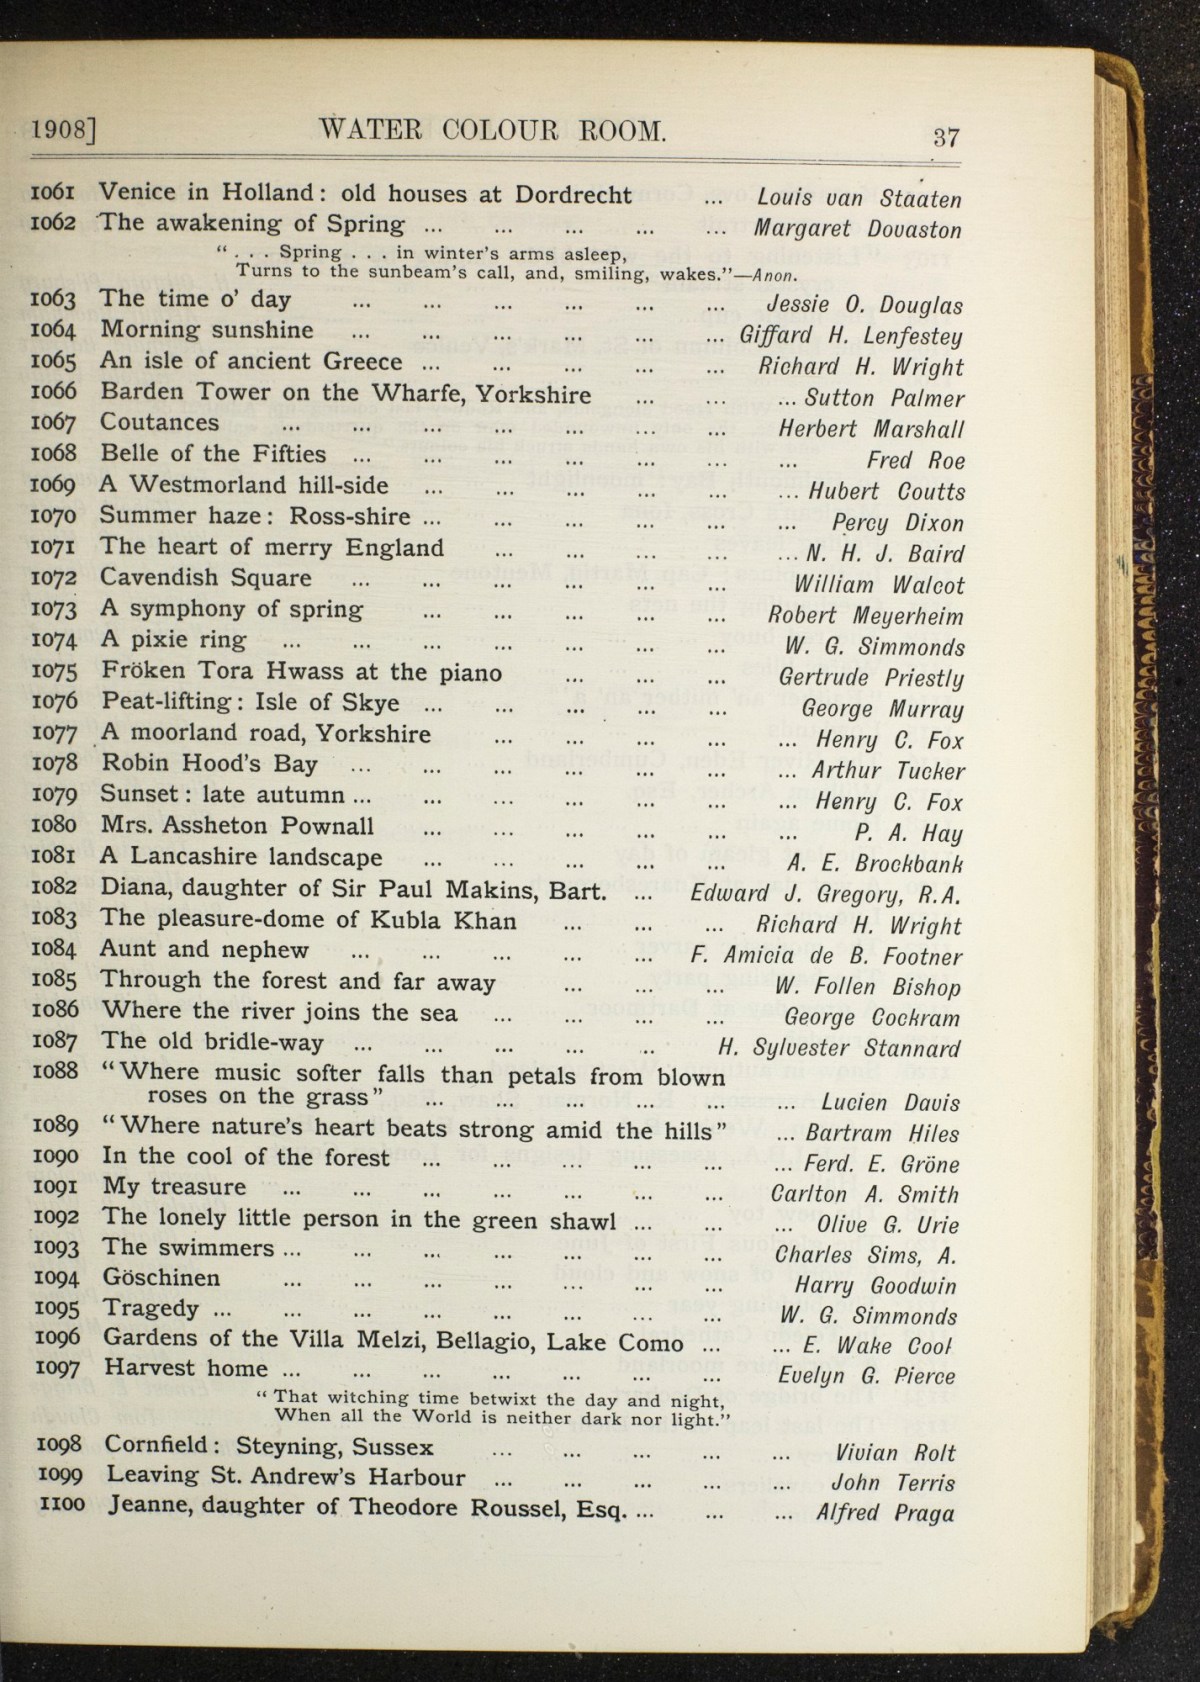 1908] WATER COLOUR ROOM. 37
1061 Venice in Holland: old houses at Dordrecht ... Louis van Staaten
1062 The awakening of Spring ... ... ... ... ... Margaret Dovaston
" . . . Spring . . . in winter's arms asleep,
Turns to the sunbeam's call, and, smiling, wakes."—Anon.
1063 The time o' day ... ... ... ... ... ... Jessie O. Douglas
1064 Morning sunshine ... ... ... ... ... ... Giffard H. Lenfestey
1065 An isle of ancient Greece ... ... ... ... ... Richard H. Wright
1066 Barden Tower on the Wharfe, Yorkshire ... ... ... Sutton Palmer
1067 Coutances ... ... ... ... ... ... ... Herbert Marshall
1068 Belle of the Fifties ... ... ... ... ... ... ... Fred Roe
1069 A Westmorland hill-side ... ... ... ... ... ... Hubert Coutts
1070 Summer haze: Ross-shire ... ... ... ... ... ... Percy Dixon
1071 The heart of merry England ... ... ... ... ... N. H. J. Baird
1072 Cavendish Square ... ... ... ... ... ... William Walcot
1073 A symphony of spring ... ... ... ... ... Robert Meyerheim
1074 A pixie ring ... ... ... ... ... ... ... W. G. Simmonds
1075 Fröken Tora Hwass at the piano ... ... ... Gertrude Priestly
1076 Peat-lifting: Isle of Skye ... ... ... ... ... George Murray
1077 A moorland road, Yorkshire ... ... ... ... ... Henry C. Fox
1078 Robin Hood's Bay ... ... ... ... ... ... ... Arthur Tucker
1079 Sunset: late autumn ... ... ... ... ... ... ... Henry C. Fox
1080 Mrs. Assheton Pownall ... ... ... ... ... ... P. A. Hay
1081 A Lancashire landscape ... ... ... ... ... A. E. Brockbank
1082 Diana, daughter of Sir Paul Makins, Bart. ... Edward J. Gregory, R.A.
1083 The pleasure-dome of Kubla Khan ... ... ... Richard H. Wright
1084 Aunt and nephew ... ... ... ... ... F. Amicia de B. Footner
1085 Through the forest and far away ... ... ... W. Follen Bishop
1086 Where the river joins the sea ... ... ... ... George Cockram
1087 The old bridle-way ... ... ... ... .. H. Sylvester Stannard
1088 "Where music softer falls than petals from blown
roses on the grass" ... ... ... ... ... ... Lucien Davis
1089 "Where nature's heart beats strong amid the hills" ... Bartram Hiles
1090 In the cool of the forest ... ... ... ... ... ... Ferd. E. Gröne
1091 My treasure ... ... ... ... ... ... ... Carlton A. Smith
1092 The lonely little person in the green shawl ... ... ... Olive G. Urie
1093 The swimmers ... ... ... ... ... ... ... Charles Sims, A.
1094 Göschinen ... ... ... ... ... ... ... Harry Goodwin
1095 Tragedy ... ... ... ... ... ... ... ... W. G. Simmonds
1096 Gardens of the Villa Melzi, Bellagio, Lake Como ... ... E. Wake Cool
1097 Harvest home ... ... ... ... ... ... ... Evelyn G. Pierce
"That witching time betwixt the day and night,
When all the World is neither dark nor light."
1098 Cornfield: Steyning, Sussex ... ... ... ... ... Vivian Rolt
1099 Leaving St. Andrew's Harbour ... ... ... ... ... John Terris
1100 Jeanne, daughter of Theodore Roussel, Esq. ... ... ... Alfred Praga